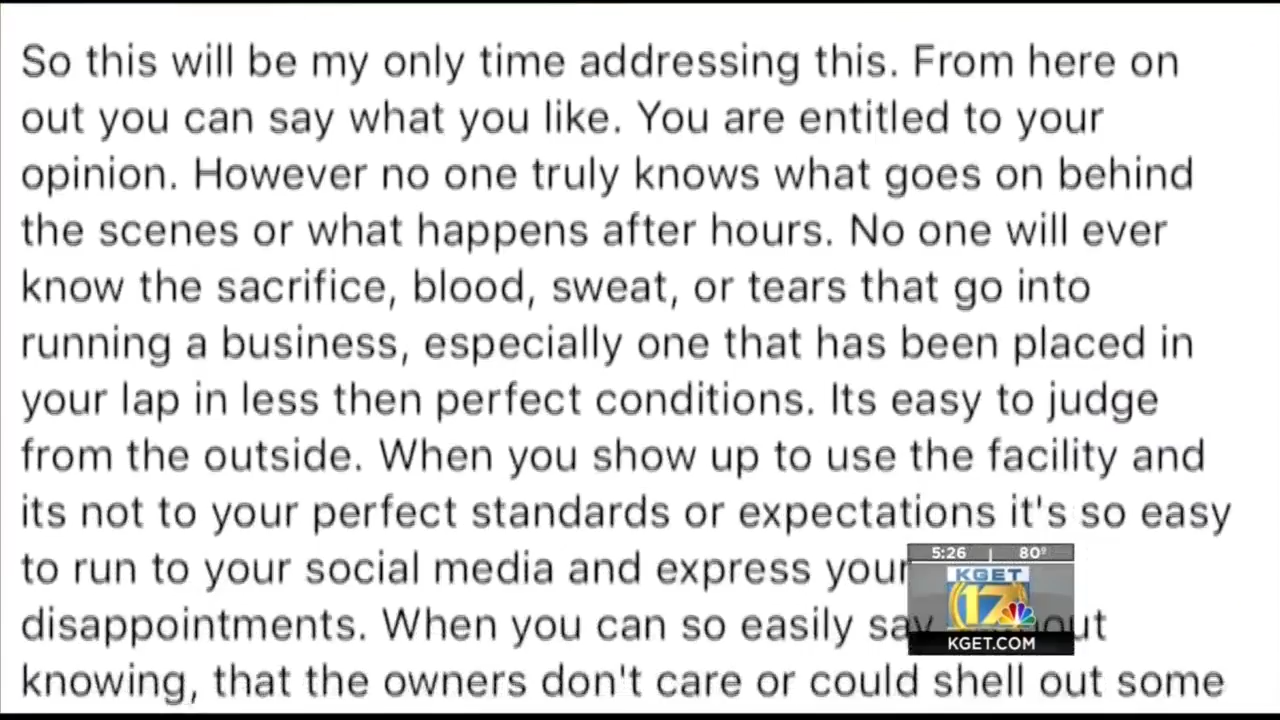 So this will be my only time addressing this. From here on
out you can say what you like. You are entitled to your
opinion. However no one truly knows what goes on behind
the scenes or what happens after hours. No one will ever
know the sacrifice, blood, sweat, or tears that go into
running a business, especially one that has been placed in
your lap in less then perfect conditions. Its easy to judge
from the outside. When you show up to use the facility and
its not to your perfect standards or expectations it's so easy
to run to your social media and express your
disappointments. When you can so easily say
knowing, that the owners don't care or could shell out some
5:26 | 80°
KGET
17
KGET.COM